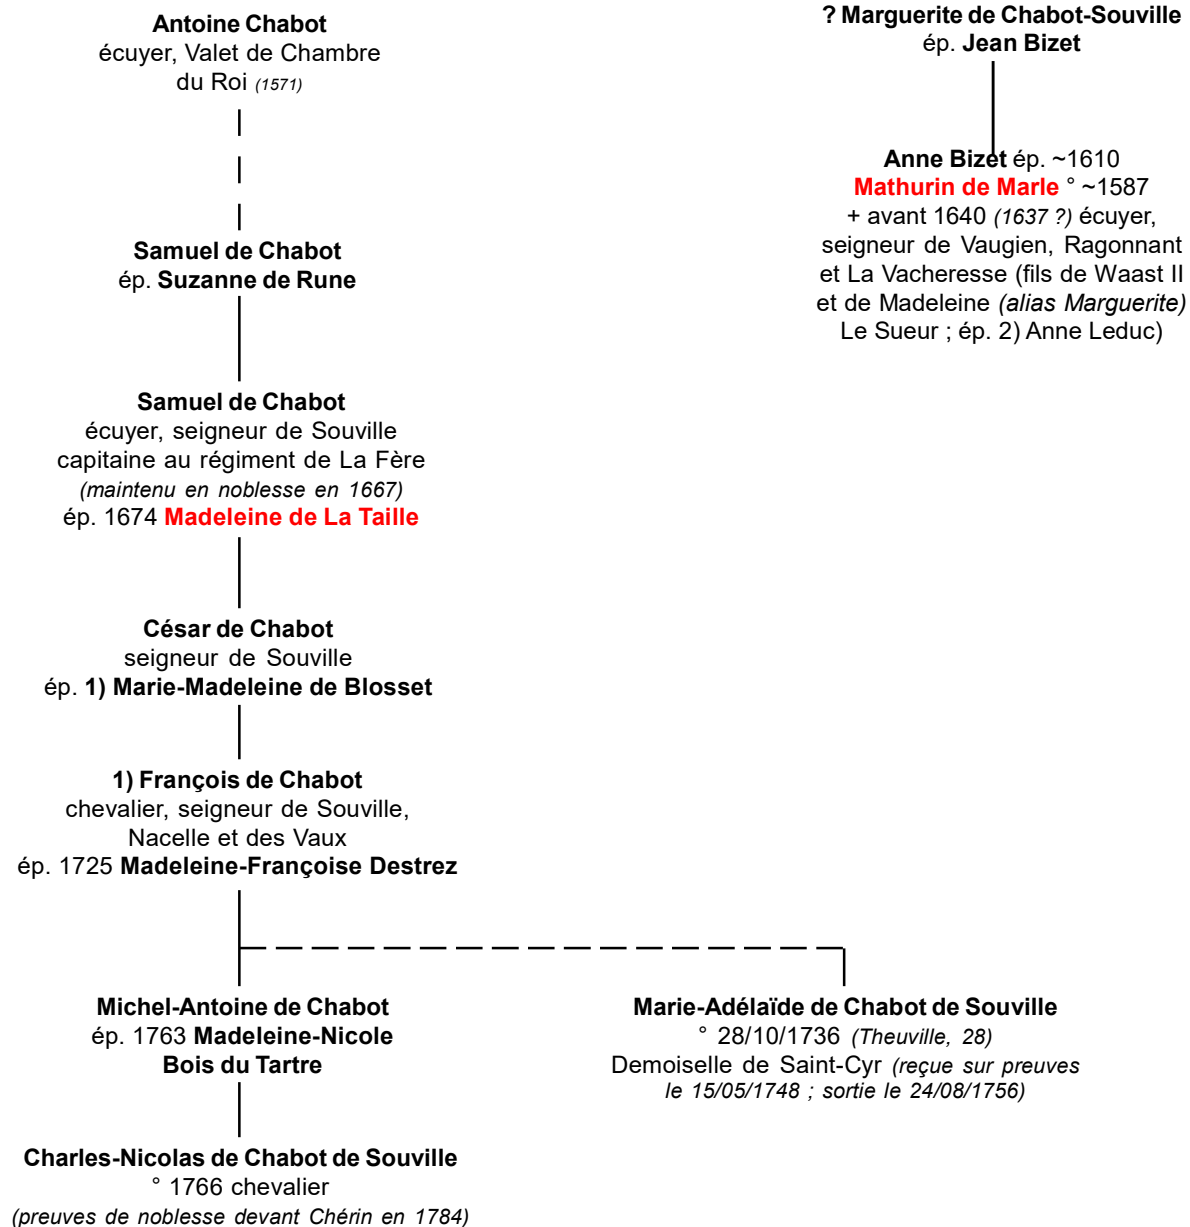 Antoine Chabot
écuyer, Valet de Chambre
du Roi (1571)
? Marguerite de Chabot-Souville
ép. Jean Bizet
Anne Bizet ép. ~1610
Mathurin de Marle ° ~1587
+ avant 1640 (1637 ?) écuyer,
seigneur de Vaugien, Ragonnant
et La Vacheresse (fils de Waast II
et de Madeleine (alias Marguerite)
Le Sueur ; ép. 2) Anne Leduc)
Samuel de Chabot
ép. Suzanne de Rune
Samuel de Chabot
écuyer, seigneur de Souville
capitaine au régiment de La Fère
(maintenu en noblesse en 1667)
ép. 1674 Madeleine de La Taille
César de Chabot
seigneur de Souville
ép. 1) Marie-Madeleine de Blosset
1) François de Chabot
chevalier, seigneur de Souville,
Nacelle et des Vaux
ép. 1725 Madeleine-Françoise Destrez
Michel-Antoine de Chabot
ép. 1763 Madeleine-Nicole
Bois du Tartre
Marie-Adélaïde de Chabot de Souville
° 28/10/1736 (Theuville, 28)
Demoiselle de Saint-Cyr (reçue sur preuves
le 15/05/1748 ; sortie le 24/08/1756)
Charles-Nicolas de Chabot de Souville
° 1766 chevalier
(preuves de noblesse devant Chérin en 1784)